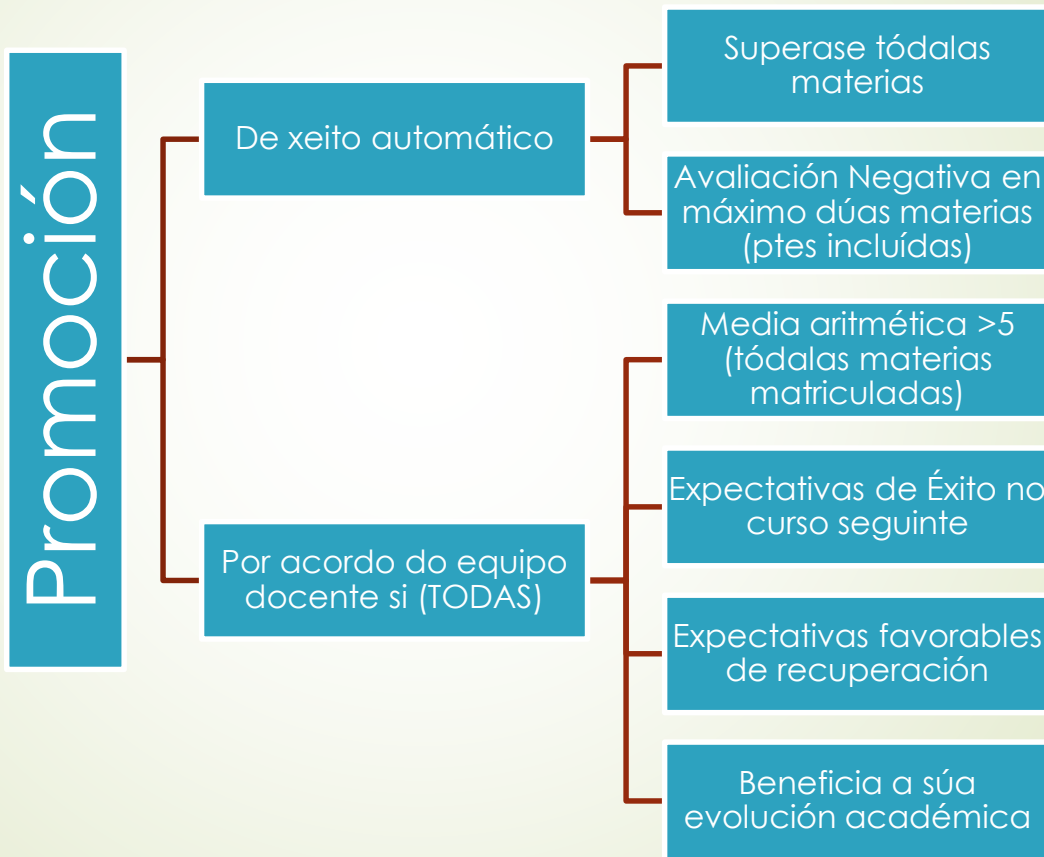 Promoción
De xeito automático
Superase tódalas
materias
Avaliación Negativa en
máximo dúas materias
(ptes incluídas)
Por acordo do equipo
docente si (TODAS)
Media aritmética >5
(tódalas materias
matriculadas)
Expectativas de Éxito no
curso seguinte
Expectativas favorables
de recuperación
Beneficia a súa
evolución académica